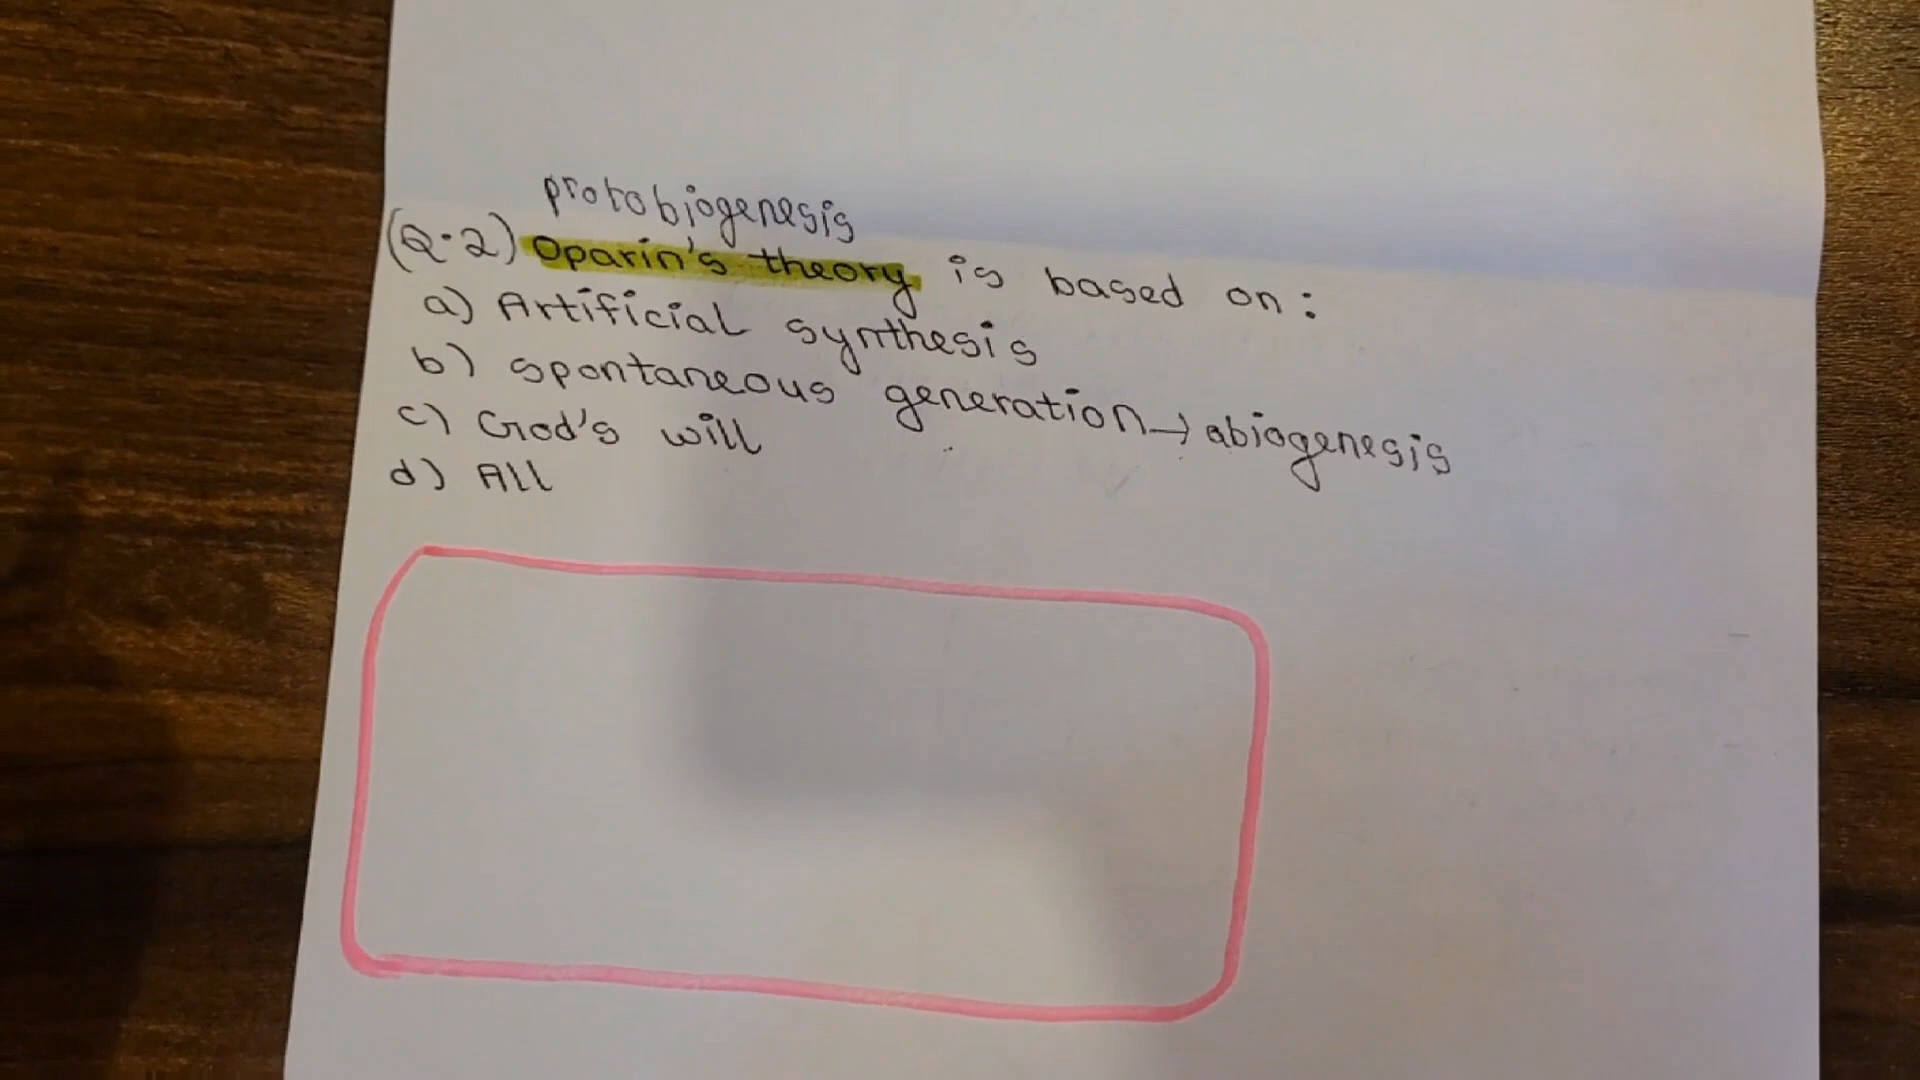 protobiogenesis
(Q.2) Oparin's theory is based on:
a) Artificial synthesis
b) spontaneous generation → abiogenesis
c) God's will
d) All